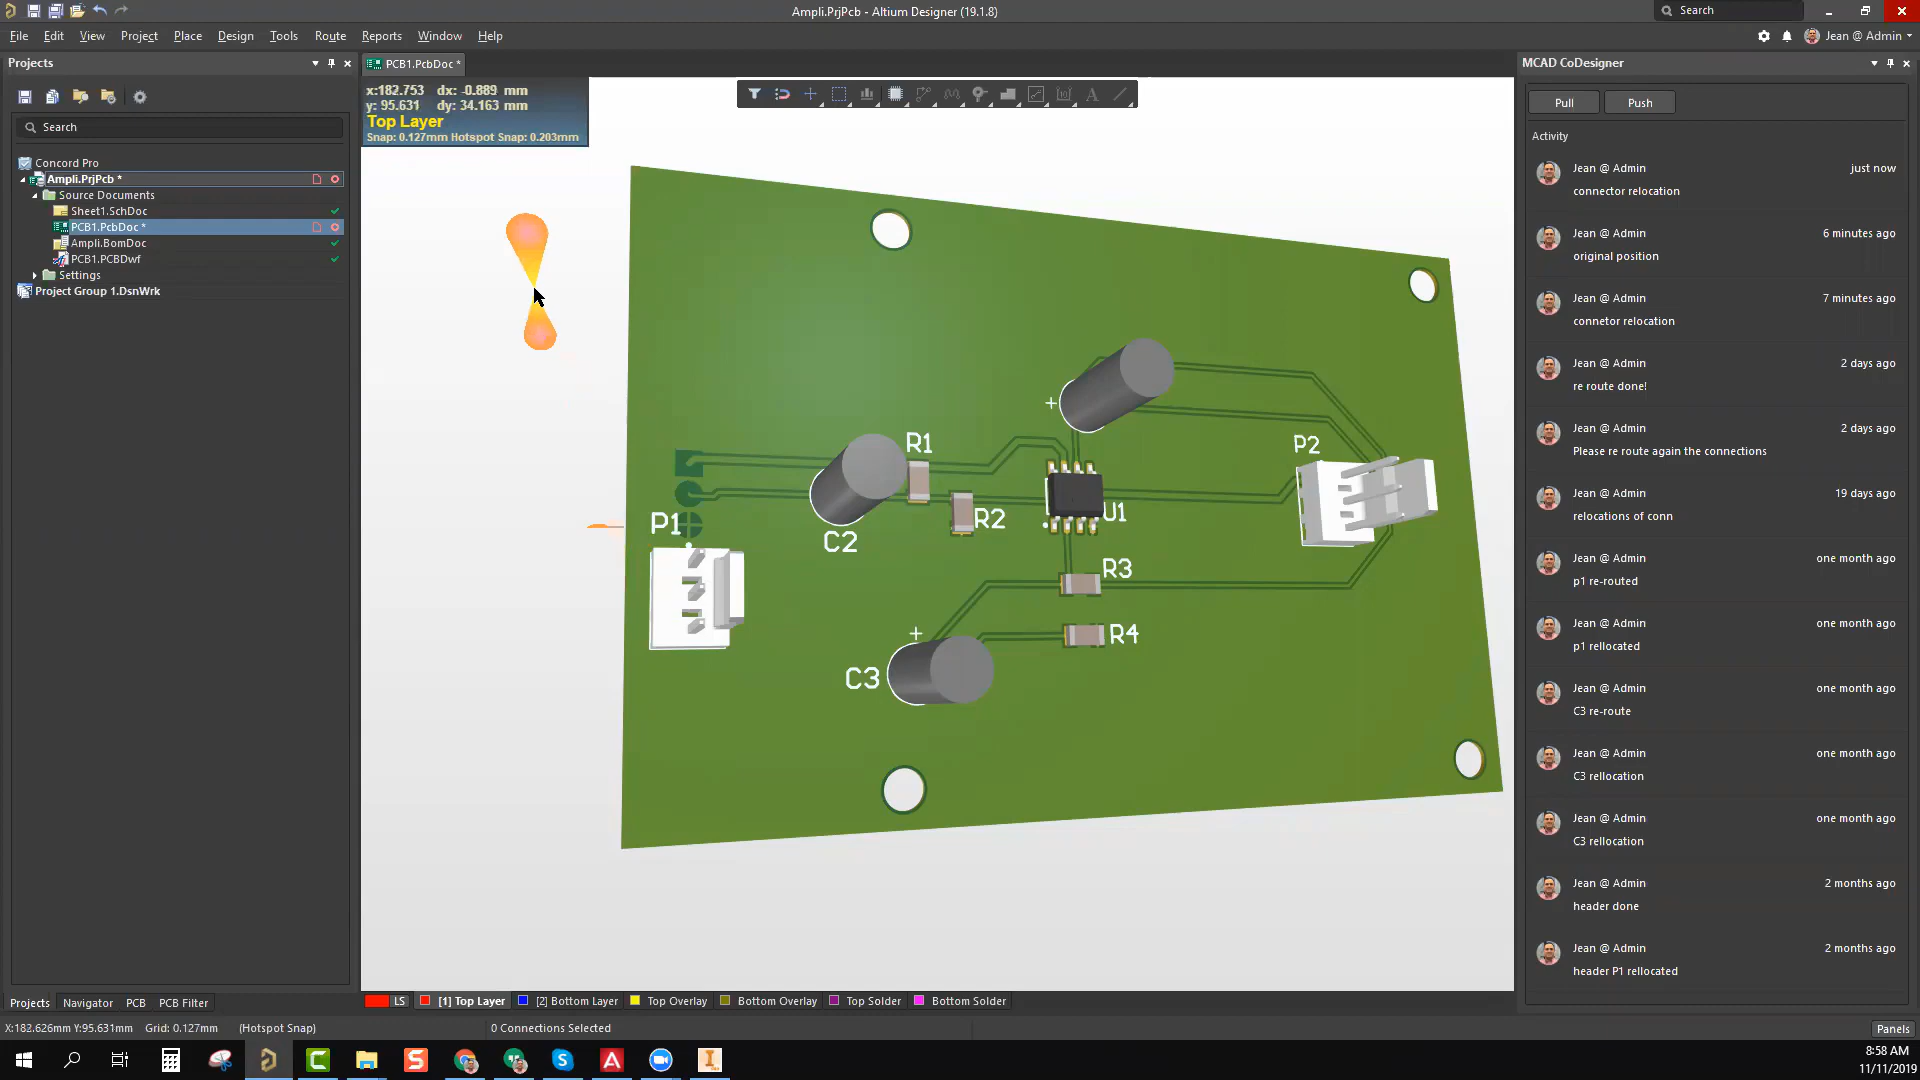 Ampli.PrjPcb - Altium Designer (19.1.8)
Search
File Edit View Project Place Design Tools Route Reports Window Help
Jean @ Admin
Projects
Search
Concord Pro
Ampli.PrjPcb *
Source Documents
Sheet1.SchDoc
PCB1.PcbDoc *
Ampli.BomDoc
PCB1.PCBDwf
Settings
Project Group 1.DsnWrk
PCB1.PcbDoc *
x:182.753 dx: -0.889 mm
y: 95.631 dy: 34.163 mm
Top Layer
Snap: 0.127mm Hotspot Snap: 0.203mm
R1
P2
R2
U1
P1
C2
R3
R4
C3
MCAD CoDesigner
Pull Push
Activity
Jean @ Admin just now
connector relocation
Jean @ Admin 6 minutes ago
original position
Jean @ Admin 7 minutes ago
connetor relocation
Jean @ Admin 2 days ago
re route done!
Jean @ Admin 2 days ago
Please re route again the connections
Jean @ Admin 19 days ago
relocations of conn
Jean @ Admin one month ago
p1 re-routed
Jean @ Admin one month ago
p1 rellocated
Jean @ Admin one month ago
C3 re-route
Jean @ Admin one month ago
C3 rellocation
Jean @ Admin one month ago
C3 rellocation
Jean @ Admin 2 months ago
header done
Jean @ Admin 2 months ago
header P1 rellocated
Projects Navigator PCB PCB Filter
LS [1] Top Layer [2] Bottom Layer Top Overlay Bottom Overlay Top Solder Bottom Solder
X:182.626mm Y:95.631mm Grid: 0.127mm (Hotspot Snap) 0 Connections Selected
Panels
8:58 AM
11/11/2019